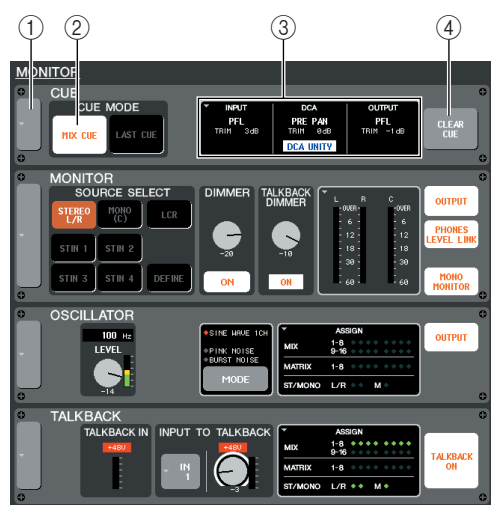 ① ② ③ ④
MONITOR
CUE
CUE MODE
MIX CUE
LAST CUE
INPUT
PFL
TRIM 3dB
DCA
PRE PAN
TRIM 0dB
DCA UNITY
OUTPUT
PFL
TRIM -1dB
CLEAR
CUE
MONITOR
SOURCE SELECT
STEREO
L/R
MONO
(C)
LCR
STIN 1
STIN 2
STIN 3
STIN 4
DEFINE
DIMMER
-20
ON
TALKBACK
DIMMER
-10
ON
L R C
-OVER- -OVER-
6 6
12 12
18 18
30 30
60 60
OUTPUT
PHONES
LEVEL LINK
MONO
MONITOR
OSCILLATOR
100 Hz
LEVEL
-14
SINE WAVE 1CH
PINK NOISE
BURST NOISE
MODE
ASSIGN
MIX 1-8
9-16
MATRIX 1-8
ST/MONO L/R M
OUTPUT
TALKBACK
TALKBACK IN
+48V
INPUT TO TALKBACK
+48V
IN
1
-3
ASSIGN
MIX 1-8
9-16
MATRIX 1-8
ST/MONO L/R M
TALKBACK
ON